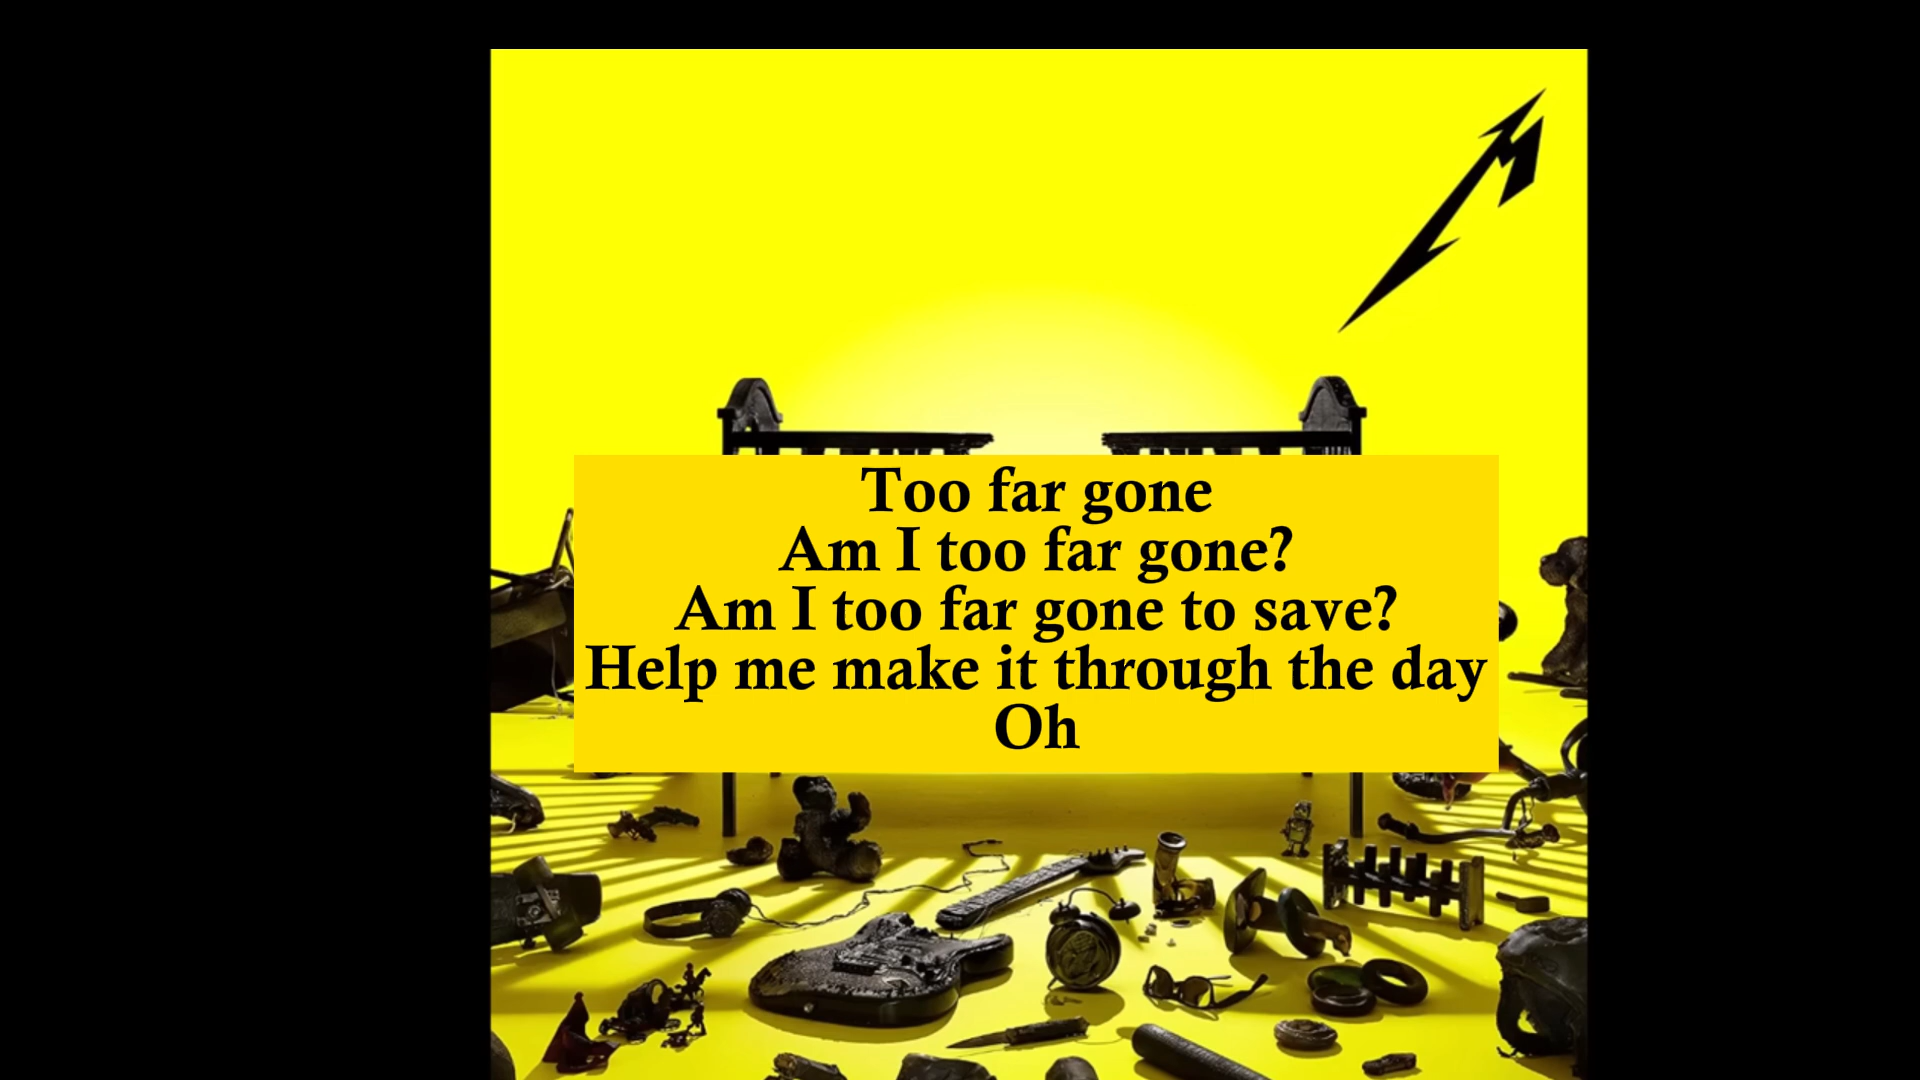 Too far gone
Am I too far gone?
Am I too far gone to save?
Help me make it through the day
Oh